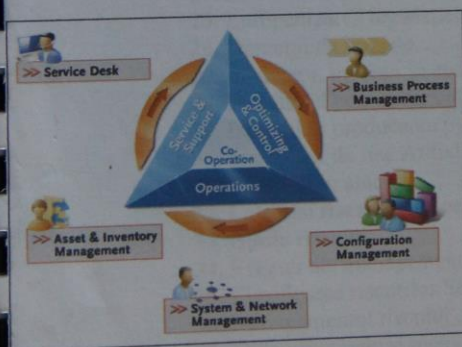 >> Service Desk
>> Business Process
Management
Service &
Support
Optimizing
& Control
Co-
Operation
Operations
>> Asset & Inventory
Management
>> Configuration
Management
>> System & Network
Management